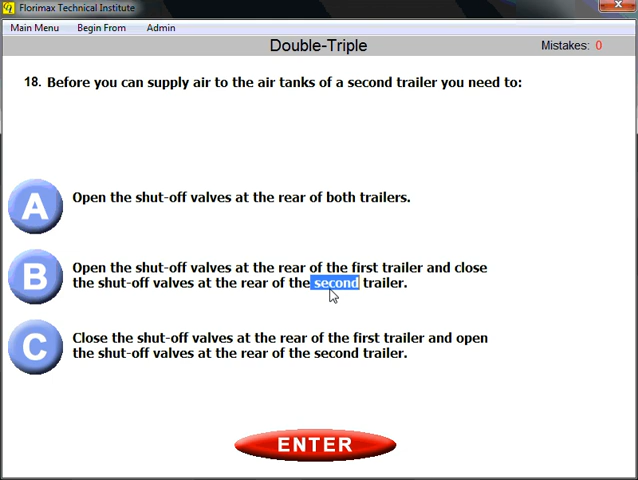 Florimax Technical Institute
Main Menu Begin From Admin
Double-Triple Mistakes: 0
18. Before you can supply air to the air tanks of a second trailer you need to:
A Open the shut-off valves at the rear of both trailers.
B Open the shut-off valves at the rear of the first trailer and close
the shut-off valves at the rear of the second trailer.
C Close the shut-off valves at the rear of the first trailer and open
the shut-off valves at the rear of the second trailer.
ENTER